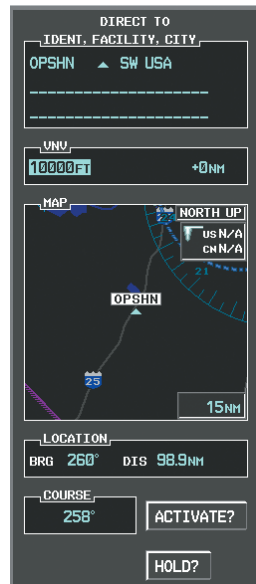 DIRECT TO
IDENT, FACILITY, CITY
OPSHN SW USA
VNV
10000FT +0NM
MAP
NORTH UP
US N/A
CN N/A
21
OPSHN
25
15NM
LOCATION
BRG 260° DIS 98.9NM
COURSE
258° ACTIVATE?
HOLD?